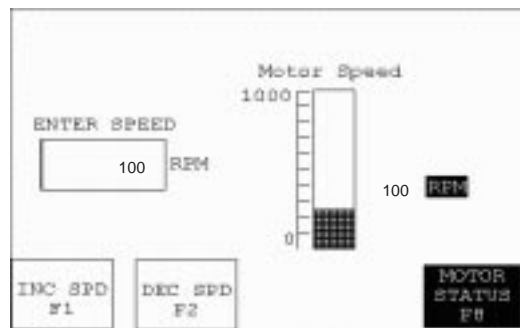 Motor Speed
1000
ENTER SPEED
100 RPM
100 RPM
0
INC SPD
F1
DEC SPD
F2
MOTOR
STATUS
F8